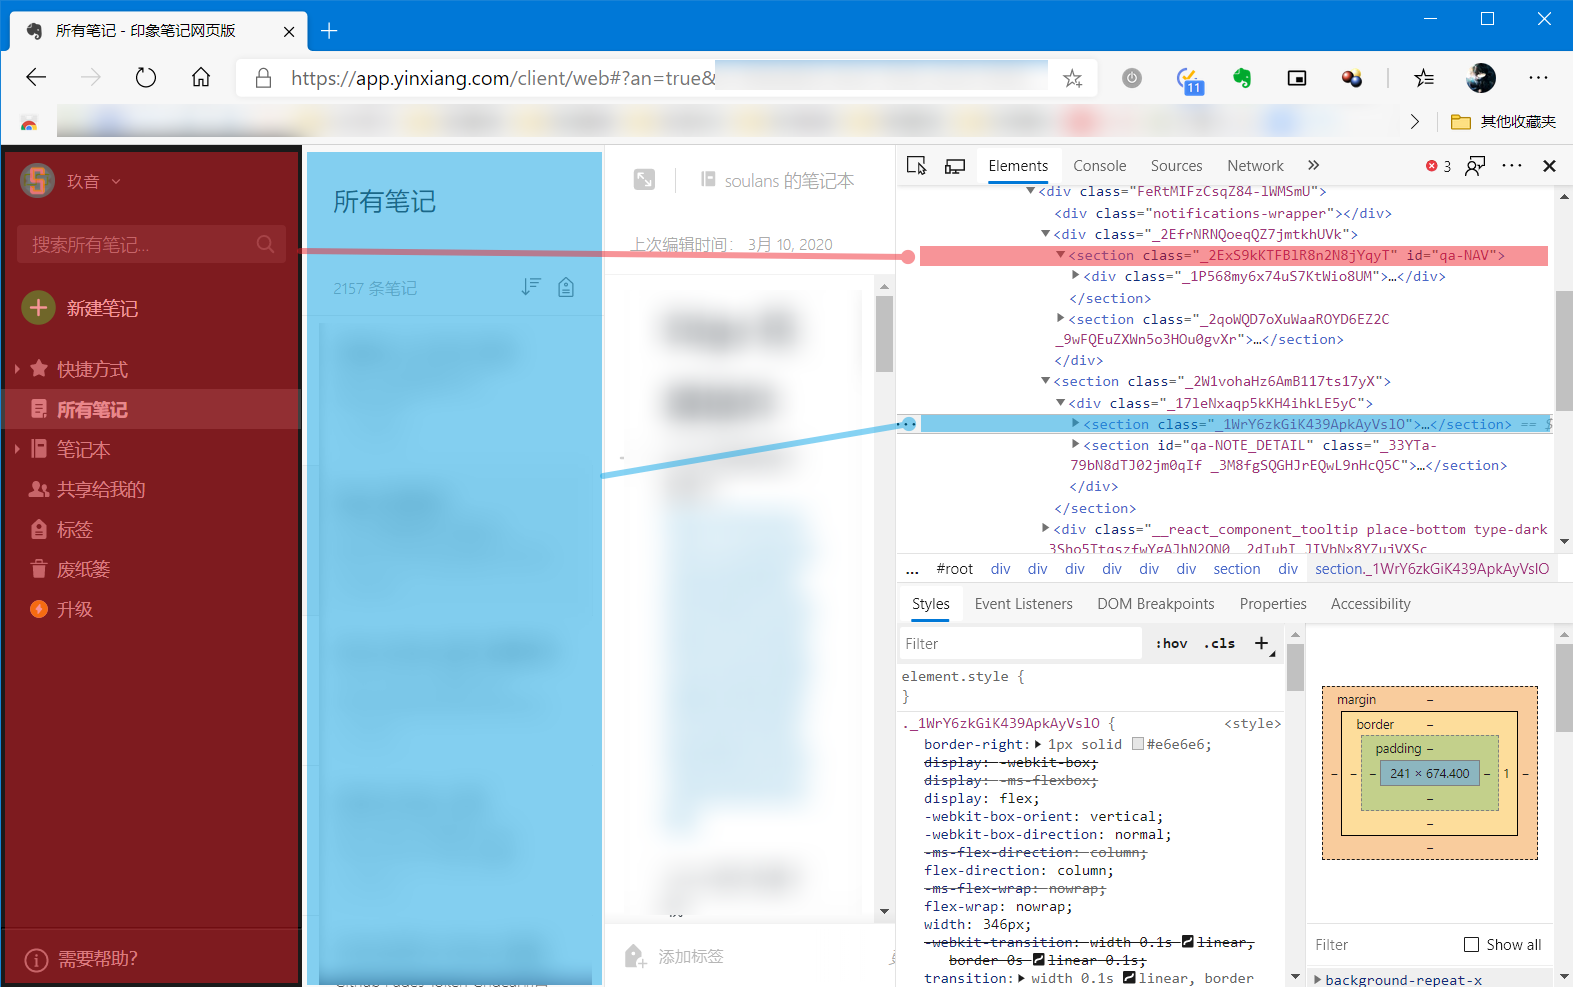 所有笔记 - 印象笔记网页版
https://app.yinxiang.com/client/web#?an=true&
11
其他收藏夹
玖音
搜索所有笔记...
新建笔记
快捷方式
所有笔记
笔记本
共享给我的
标签
废纸篓
升级
需要帮助?
所有笔记
2157 条笔记
soulans 的笔记本
上次编辑时间： 3月 10, 2020
添加标签
Elements Console Sources Network » 3
<div class="FeRtMIFzCsqZ84-lWMSmU">
<div class="notifications-wrapper"></div>
<div class="_2EfrNRNQoeqQZ7jmtkhUVk">
<section class="_2ExS9kKTFBlR8n2N8jYqyT" id="qa-NAV">
<div class="_1P568my6x74uS7KtWio8UM">…</div>
</section>
<section class="_2qoWQD7oXuWaaROYD6EZ2C
_9wFQEuZXWn5o3HOu0gvXr">…</section>
</div>
<section class="_2W1vohaHz6AmB117ts17yX">
<div class="_17leNxaqp5kKH4ihkLE5yC">
<section class="_1WrY6zkGiK439ApkAyVslO">…</section> == $
<section id="qa-NOTE_DETAIL" class="_33YTa-
79bN8dTJ02jm0qIf _3M8fgSQGHJrEQwL9nHcQ5C">…</section>
</div>
</section>
<div class="__react_component_tooltip place-bottom type-dark
... #root div div div div div div section div section._1WrY6zkGiK439ApkAyVslO
Styles Event Listeners DOM Breakpoints Properties Accessibility
Filter :hov .cls +
element.style {
}
._1WrY6zkGiK439ApkAyVslO { <style>
border-right: 1px solid #e6e6e6;
display: -webkit-box;
display: -ms-flexbox;
display: flex;
-webkit-box-orient: vertical;
-webkit-box-direction: normal;
-ms-flex-direction: column;
flex-direction: column;
-ms-flex-wrap: nowrap;
flex-wrap: nowrap;
width: 346px;
-webkit-transition: width 0.1s linear,
border 0s linear 0.1s;
transition: width 0.1s linear, border
margin –
border –
padding –
– – – 241 × 674.400 – 1 –
–
–
–
Filter Show all
background-repeat-x